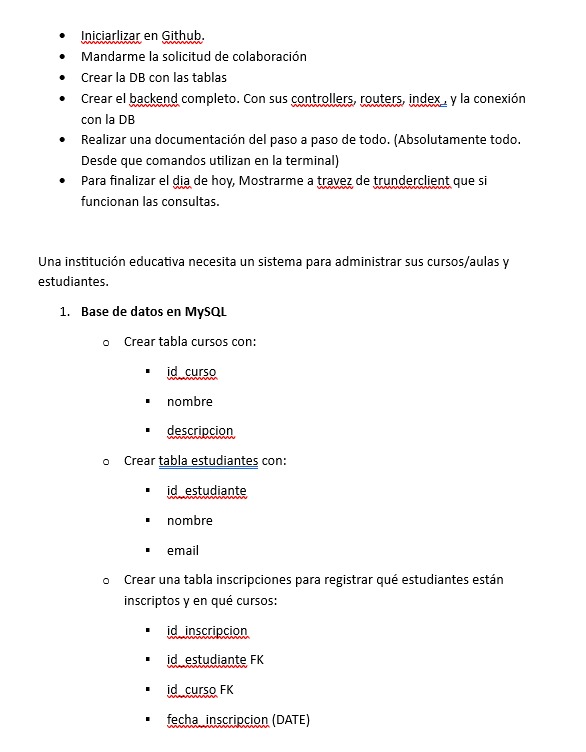 • Iniciarlizar en Github.
• Mandarme la solicitud de colaboración
• Crear la DB con las tablas
• Crear el backend completo. Con sus controllers, routers, index , y la conexión
con la DB
• Realizar una documentación del paso a paso de todo. (Absolutamente todo.
Desde que comandos utilizan en la terminal)
• Para finalizar el dia de hoy, Mostrarme a travez de trunderclient que si
funcionan las consultas.
Una institución educativa necesita un sistema para administrar sus cursos/aulas y
estudiantes.
1. Base de datos en MySQL
o Crear tabla cursos con:
▪ id_curso
▪ nombre
▪ descripcion
o Crear tabla estudiantes con:
▪ id_estudiante
▪ nombre
▪ email
o Crear una tabla inscripciones para registrar qué estudiantes están
inscriptos y en qué cursos:
▪ id_inscripcion
▪ id_estudiante FK
▪ id_curso FK
▪ fecha_inscripcion (DATE)